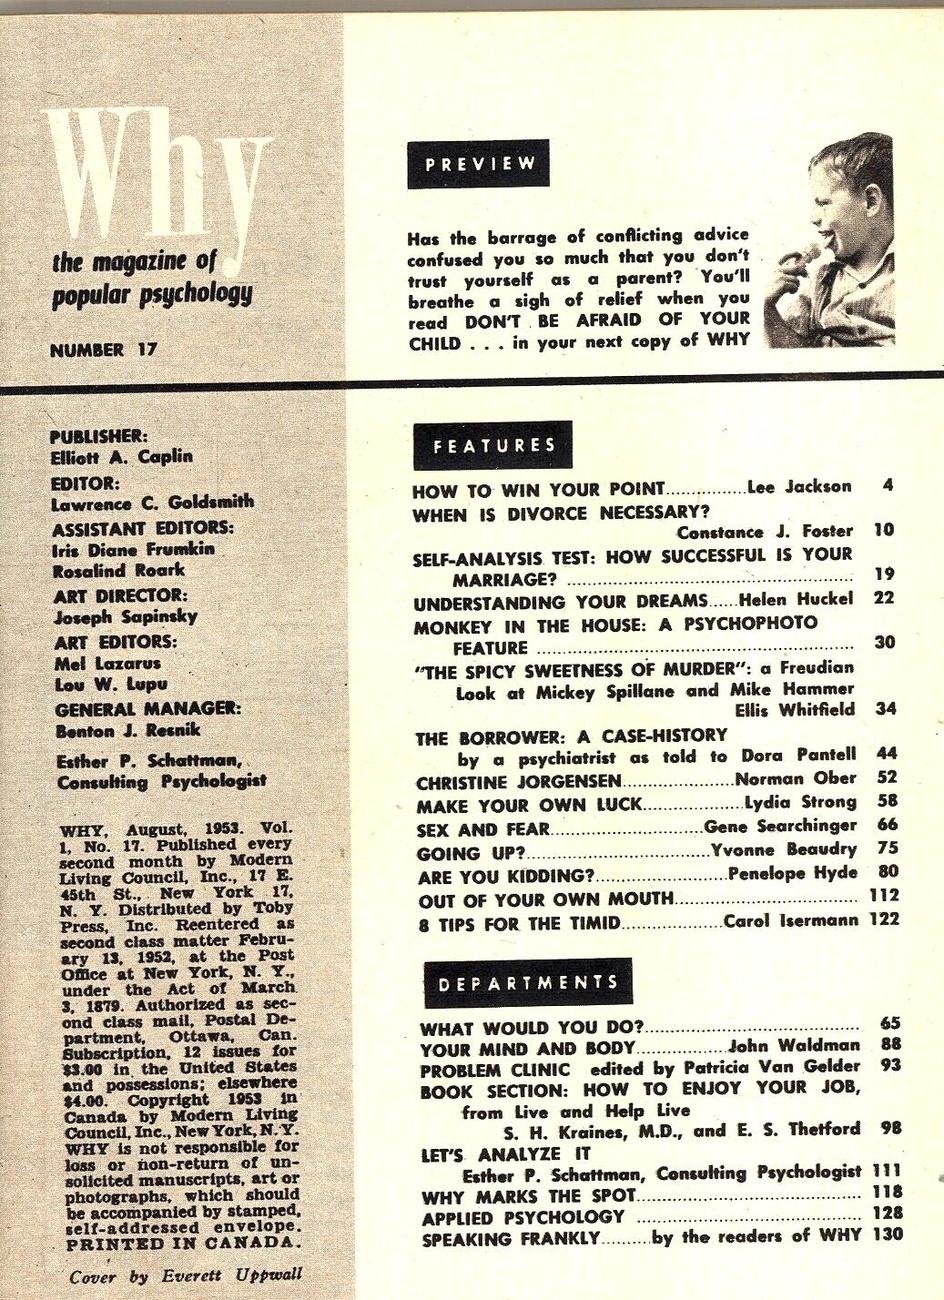 Why
the magazine of
popular psychology
NUMBER 17
PREVIEW
Has the barrage of conflicting advice
confused you so much that you don't
trust yourself as a parent? You'll
breathe a sigh of relief when you
read DON'T BE AFRAID OF YOUR
CHILD . . . in your next copy of WHY
PUBLISHER:
Elliott A. Caplin
EDITOR:
Lawrence C. Goldsmith
ASSISTANT EDITORS:
Iris Diane Frumkin
Rosalind Roark
ART DIRECTOR:
Joseph Sapinsky
ART EDITORS:
Mel Lazarus
Lou W. Lupu
GENERAL MANAGER:
Benton J. Resnik
Esther P. Schattman,
Consulting Psychologist
WHY, August, 1953. Vol.
1, No. 17. Published every
second month by Modern
Living Council, Inc., 17 E.
45th St., New York 17,
N. Y. Distributed by Toby
Press, Inc. Reentered as
second class matter Febru-
ary 13, 1952, at the Post
Office at New York, N. Y.,
under the Act of March
3, 1879. Authorized as sec-
ond class mail, Postal De-
partment, Ottawa, Can.
Subscription, 12 issues for
$3.00 in the United States
and possessions; elsewhere
$4.00. Copyright 1953 in
Canada by Modern Living
Council, Inc., New York, N. Y.
WHY is not responsible for
loss or non-return of un-
solicited manuscripts, art or
photographs, which should
be accompanied by stamped,
self-addressed envelope.
PRINTED IN CANADA.
Cover by Everett Uppwall
FEATURES
HOW TO WIN YOUR POINT...............Lee Jackson 4
WHEN IS DIVORCE NECESSARY?
Constance J. Foster 10
SELF-ANALYSIS TEST: HOW SUCCESSFUL IS YOUR
MARRIAGE? ........................................ 19
UNDERSTANDING YOUR DREAMS......Helen Huckel 22
MONKEY IN THE HOUSE: A PSYCHOPHOTO
FEATURE ........................................ 30
"THE SPICY SWEETNESS OF MURDER": a Freudian
Look at Mickey Spillane and Mike Hammer
Ellis Whitfield 34
THE BORROWER: A CASE-HISTORY
by a psychiatrist as told to Dora Pantell 44
CHRISTINE JORGENSEN....................Norman Ober 52
MAKE YOUR OWN LUCK..................Lydia Strong 58
SEX AND FEAR...........................Gene Searchinger 66
GOING UP?................................Yvonne Beaudry 75
ARE YOU KIDDING?.......................Penelope Hyde 80
OUT OF YOUR OWN MOUTH................................ 112
8 TIPS FOR THE TIMID..................Carol Isermann 122
DEPARTMENTS
WHAT WOULD YOU DO?..................................... 65
YOUR MIND AND BODY................John Waldman 88
PROBLEM CLINIC edited by Patricia Van Gelder 93
BOOK SECTION: HOW TO ENJOY YOUR JOB,
from Live and Help Live
S. H. Kraines, M.D., and E. S. Thetford 98
LET'S ANALYZE IT
Esther P. Schattman, Consulting Psychologist 111
WHY MARKS THE SPOT..................................... 118
APPLIED PSYCHOLOGY ..................................... 128
SPEAKING FRANKLY.........by the readers of WHY 130